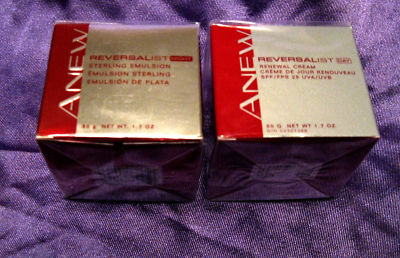 ANEW
REVERSALIST NIGHT
STERLING EMULSION
EMULSION STERLING
EMULSIÓN DE PLATA
50 g NET WT. 1.7 OZ.
ANEW
REVERSALIST DAY
RENEWAL CREAM
CRÈME DE JOUR RENOUVEAU
SPF/FPS 25 UVA/UVB
50 G NET WT. 1.7 OZ.